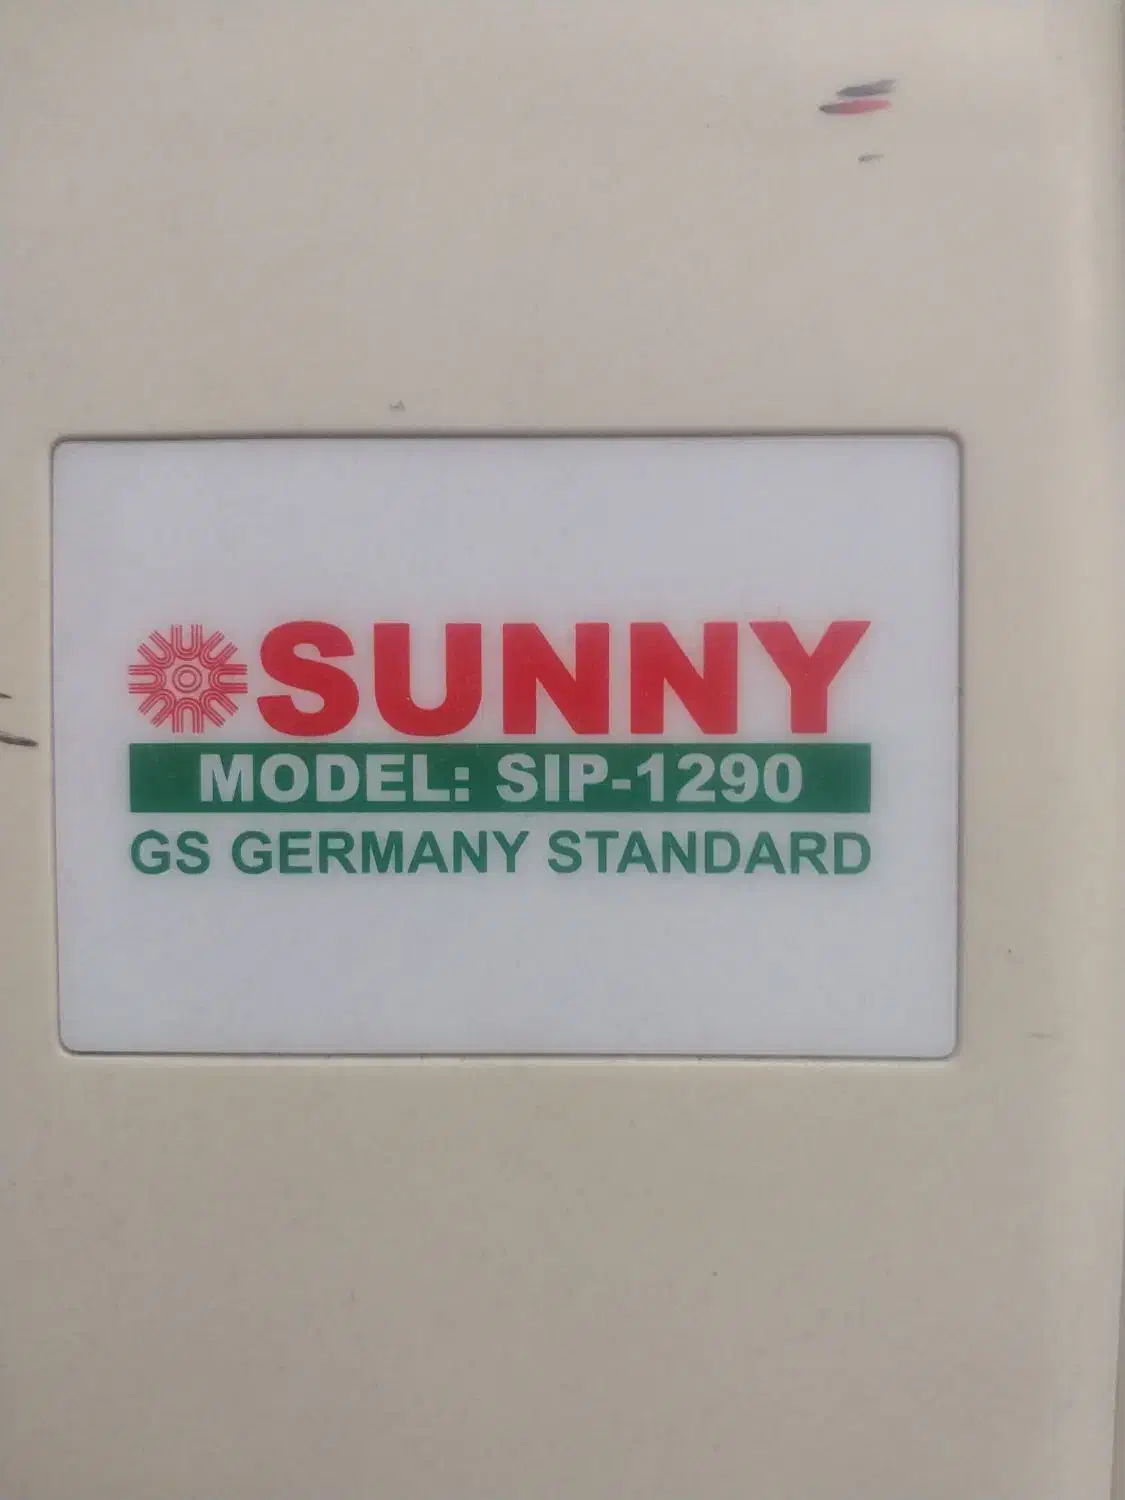 SUNNY
MODEL: SIP-1290
GS GERMANY STANDARD